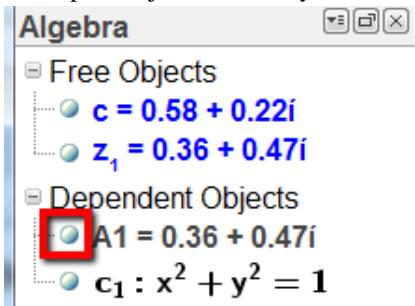 Algebra
Free Objects
c = 0.58 + 0.22í
z₁ = 0.36 + 0.47í
Dependent Objects
A1 = 0.36 + 0.47í
c₁ : x² + y² = 1